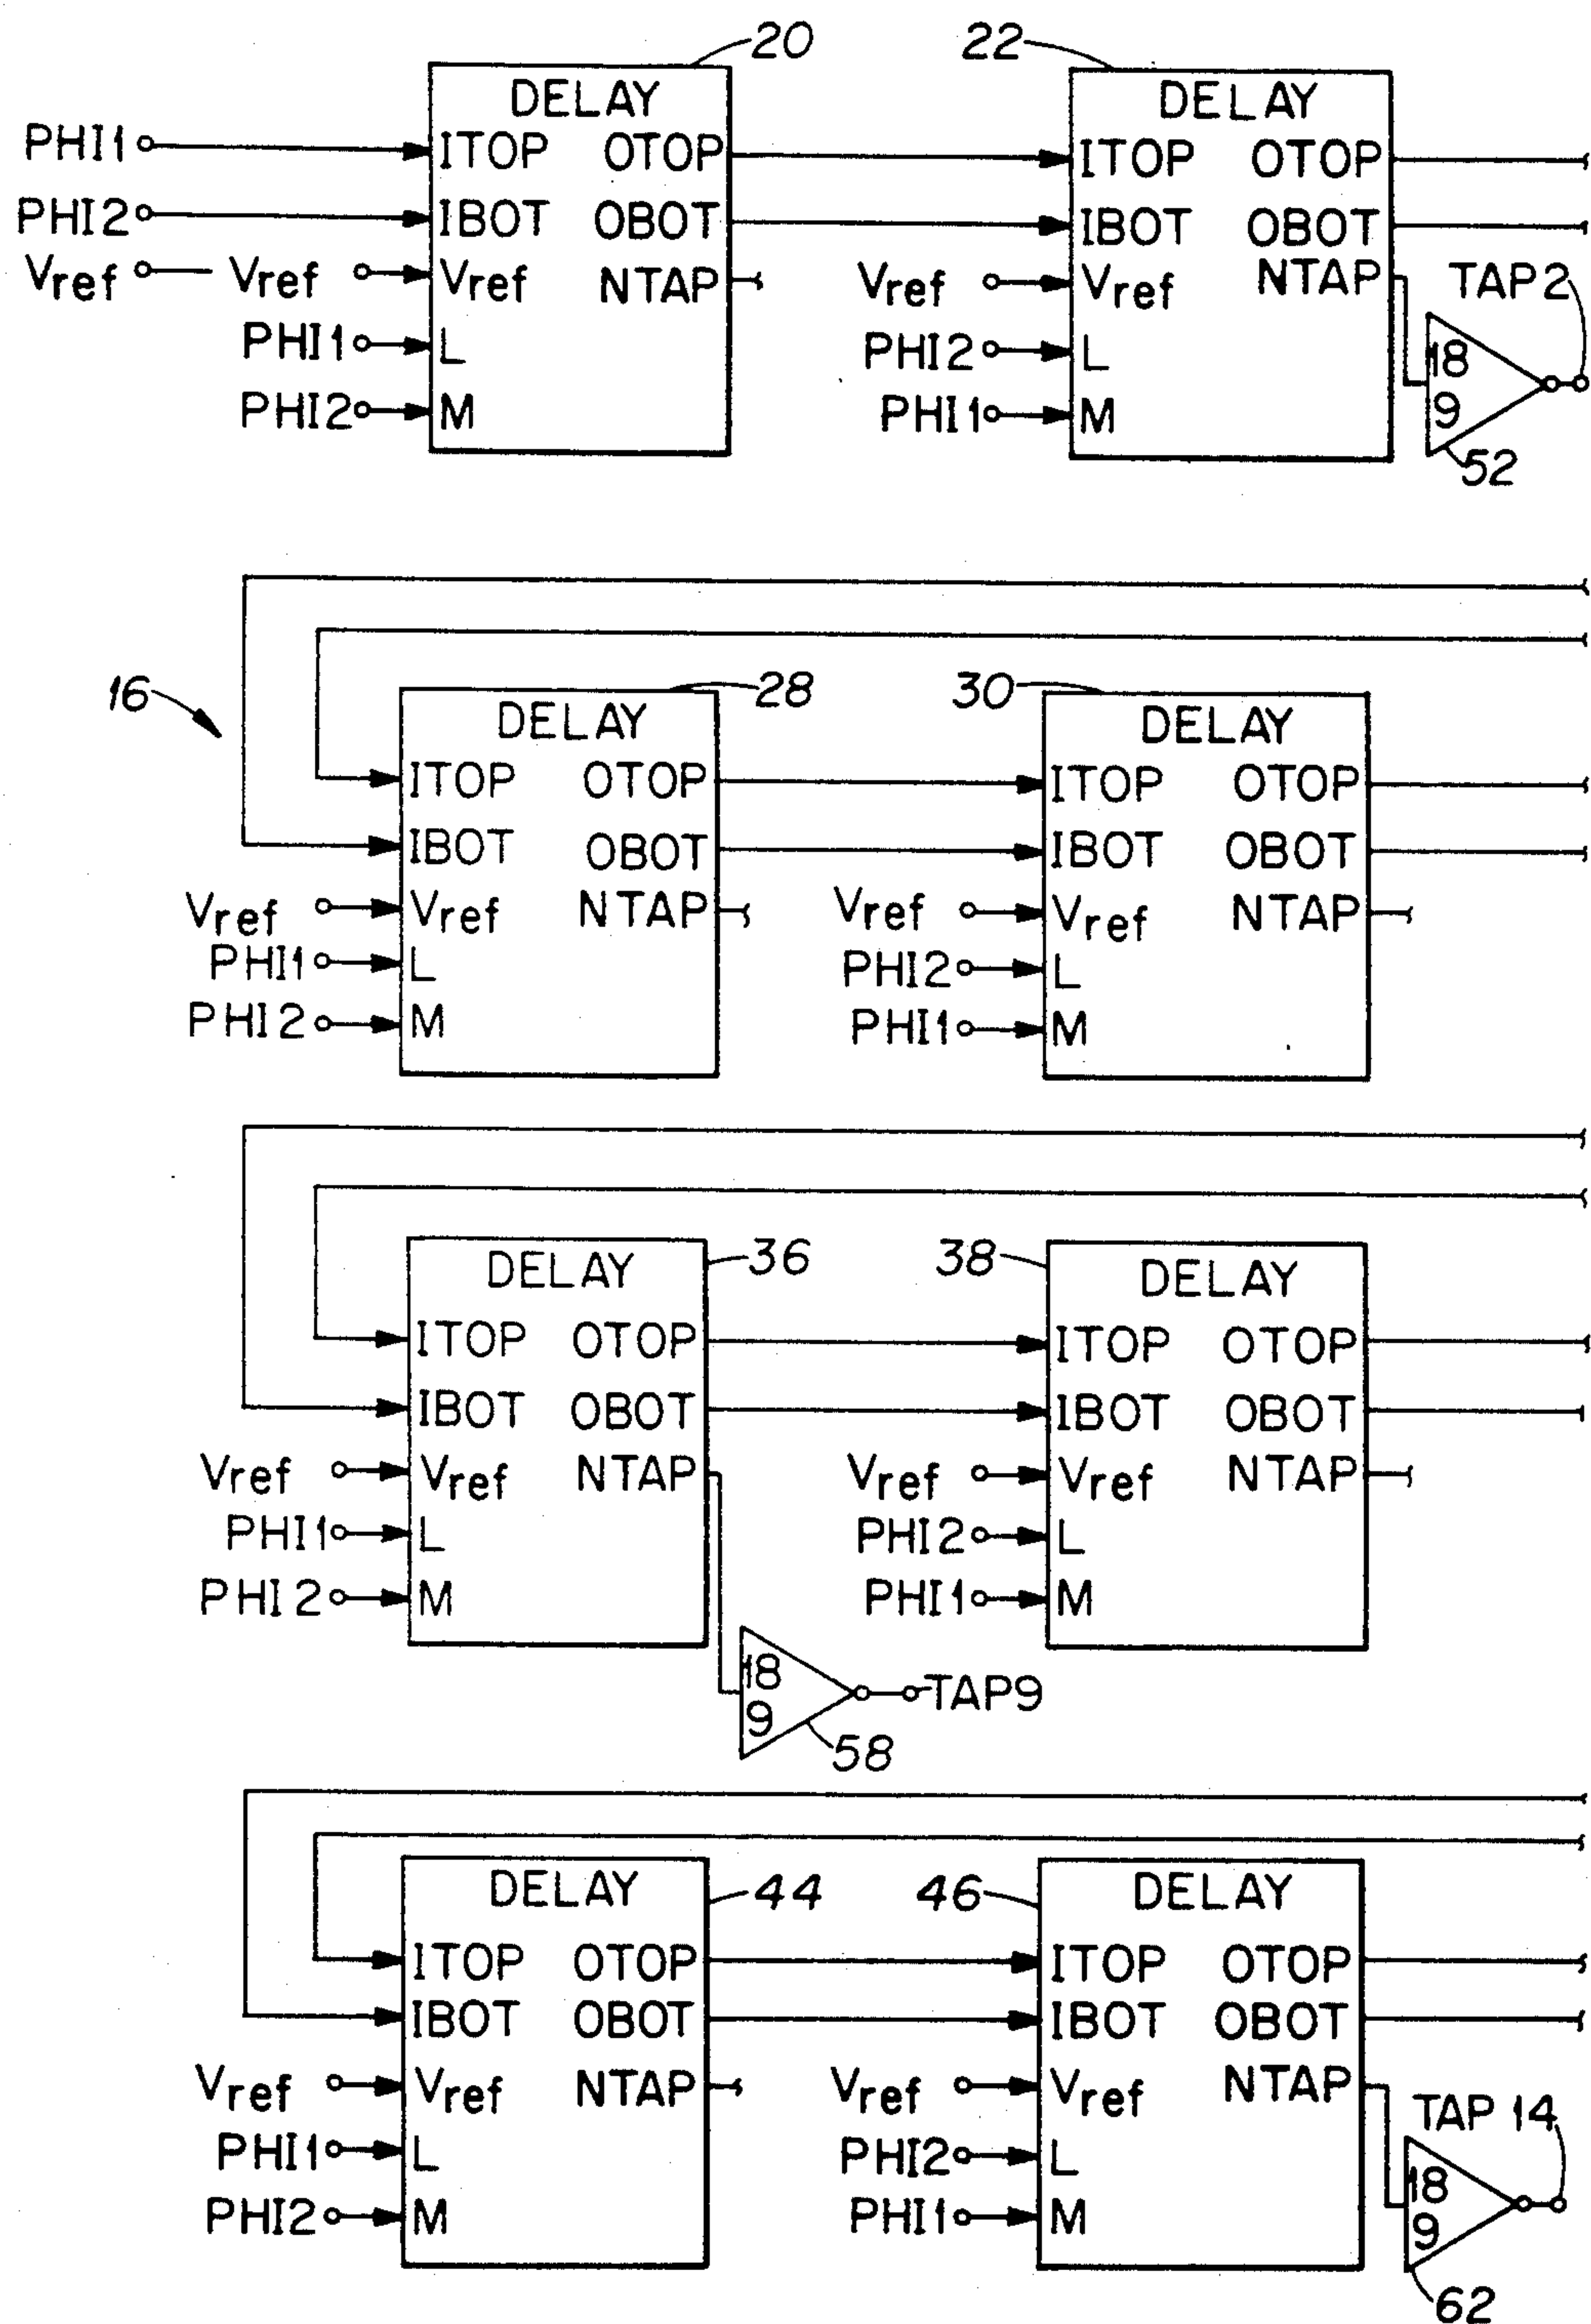 20 22
DELAY DELAY
PHI1 ITOP OTOP ITOP OTOP
PHI2 IBOT OBOT IBOT OBOT
Vref Vref Vref NTAP Vref Vref NTAP TAP2
PHI1 L PHI2 L 18
PHI2 M PHI1 M 9
52
16 28 30
DELAY DELAY
ITOP OTOP ITOP OTOP
IBOT OBOT IBOT OBOT
Vref Vref NTAP Vref Vref NTAP
PHI1 L PHI2 L
PHI2 M PHI1 M
36 38
DELAY DELAY
ITOP OTOP ITOP OTOP
IBOT OBOT IBOT OBOT
Vref Vref NTAP Vref Vref NTAP
PHI1 L PHI2 L
PHI2 M PHI1 M
18
9 TAP9
58
DELAY 44 46 DELAY
ITOP OTOP ITOP OTOP
IBOT OBOT IBOT OBOT
Vref Vref NTAP Vref Vref NTAP TAP 14
PHI1 L PHI2 L 18
PHI2 M PHI1 M 9
62